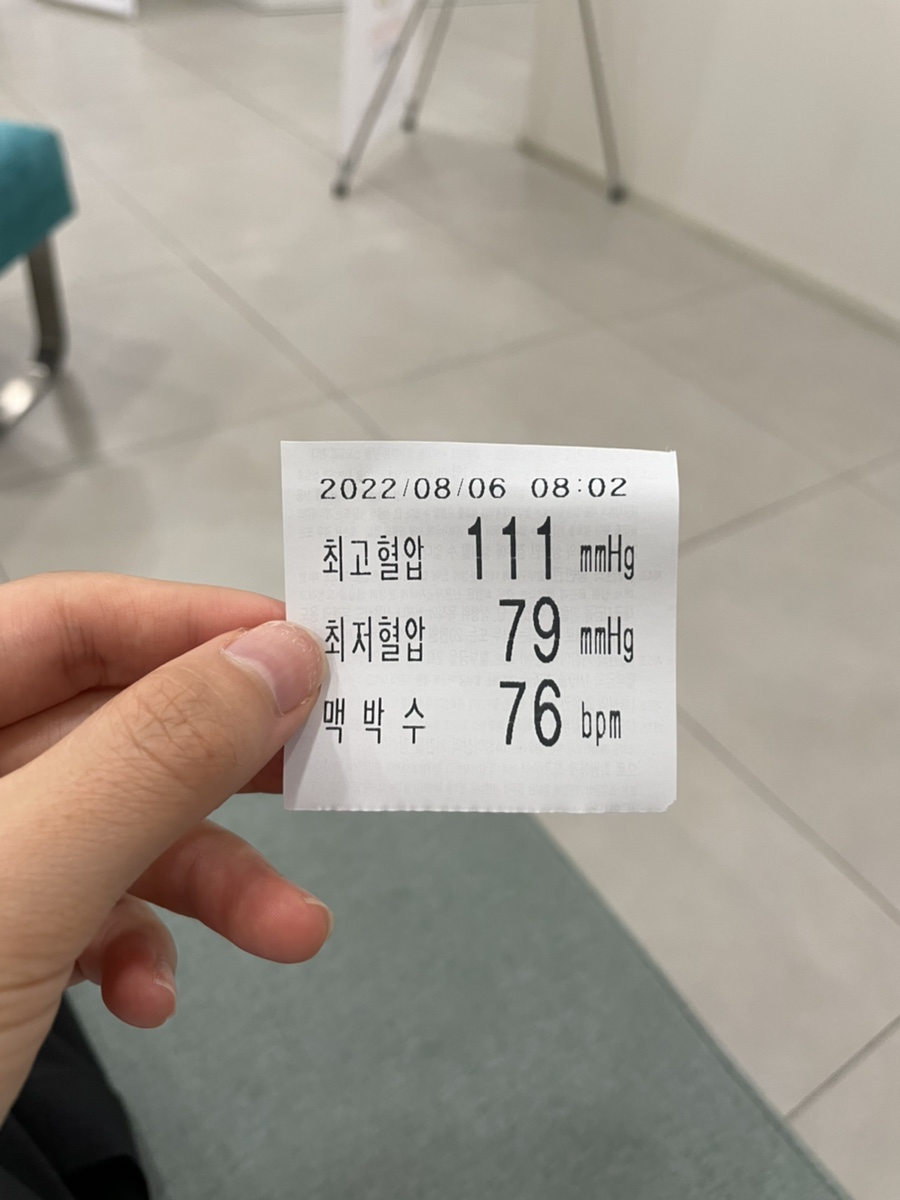 2022/08/06 08:02
최고혈압 111 mmHg
최저혈압 79 mmHg
맥박수 76 bpm